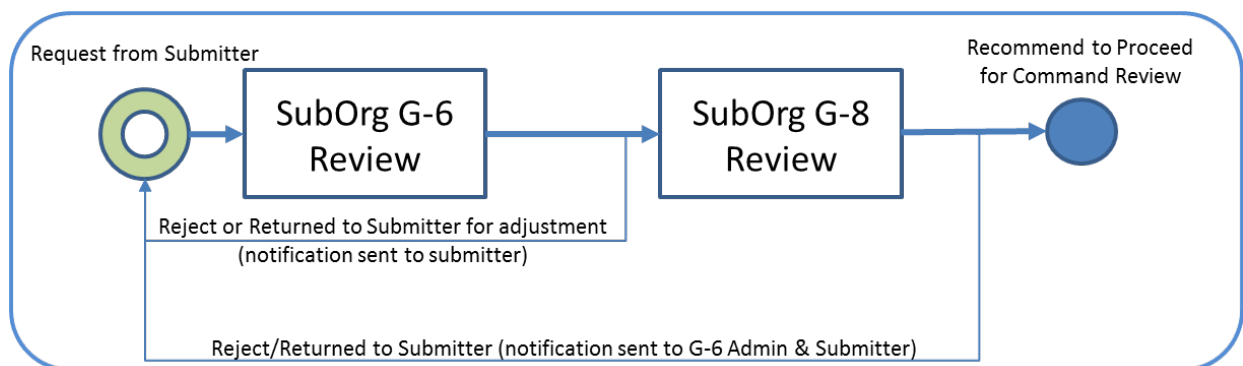 Request from Submitter
Recommend to Proceed
for Command Review
SubOrg G-6
Review
SubOrg G-8
Review
Reject or Returned to Submitter for adjustment
(notification sent to submitter)
Reject/Returned to Submitter (notification sent to G-6 Admin & Submitter)